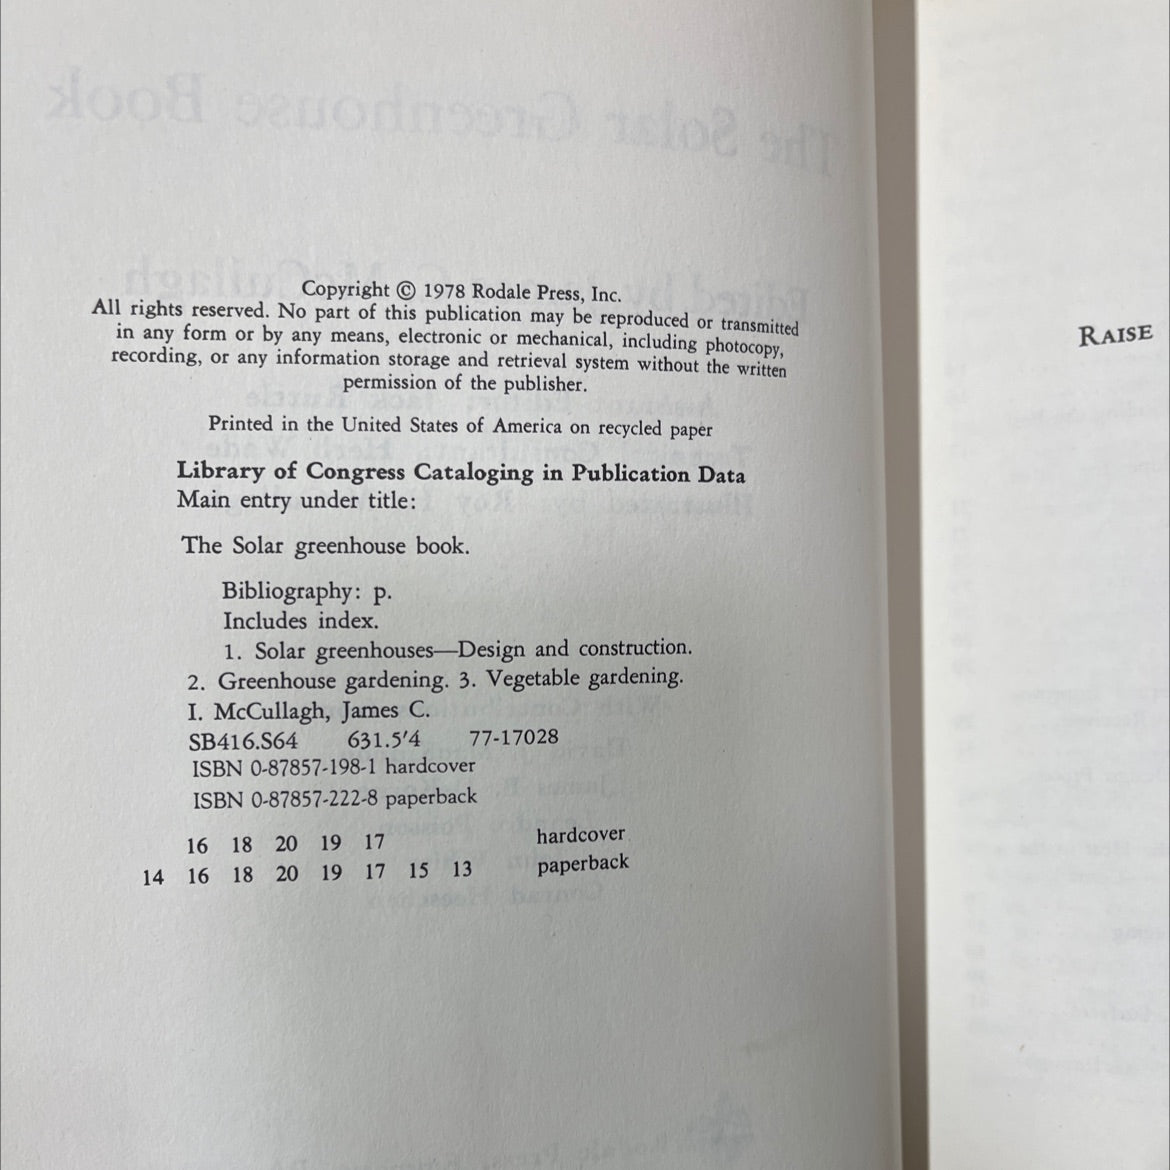 The Solar Greenhouse Book
Copyright © 1978 Rodale Press, Inc.
All rights reserved. No part of this publication may be reproduced or transmitted
in any form or by any means, electronic or mechanical, including photocopy,
recording, or any information storage and retrieval system without the written
permission of the publisher.
Printed in the United States of America on recycled paper
Library of Congress Cataloging in Publication Data
Main entry under title:
The Solar greenhouse book.
Bibliography: p.
Includes index.
1. Solar greenhouses—Design and construction.
2. Greenhouse gardening. 3. Vegetable gardening.
I. McCullagh, James C.
SB416.S64 631.5'4 77-17028
ISBN 0-87857-198-1 hardcover
ISBN 0-87857-222-8 paperback
16 18 20 19 17 hardcover
14 16 18 20 19 17 15 13 paperback
RAISE